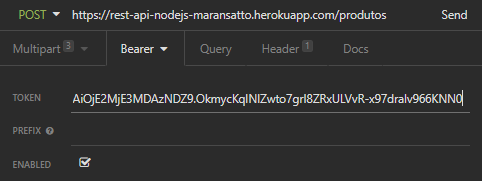 POST https://rest-api-nodejs-maransatto.herokuapp.com/produtos Send
Multipart 3 Bearer Query Header 1 Docs
TOKEN AiOjE2MjE3MDAzNDZ9.OkmycKqlNIZwto7grI8ZRxULVvR-x97dralv966KNN0
PREFIX ?
ENABLED